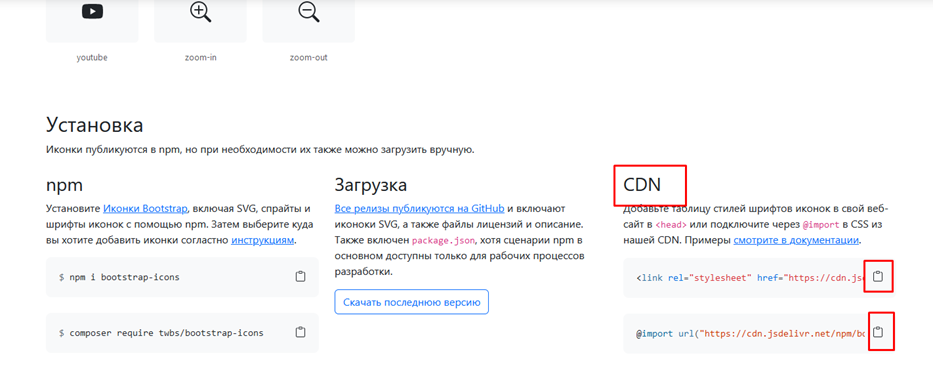 youtube
zoom-in
zoom-out
Установка
Иконки публикуются в npm, но при необходимости их также можно загрузить вручную.
npm
Установите Иконки Bootstrap, включая SVG, спрайты и
шрифты иконок с помощью npm. Затем выберите куда
вы хотите добавить иконки согластно инструкциям.
$ npm i bootstrap-icons
$ composer require twbs/bootstrap-icons
Загрузка
Все релизы публикуются на GitHub и включают
иконоки SVG, а также файлы лицензий и описание.
Также включен package.json, хотя сценарии npm в
основном доступны только для рабочих процессов
разработки.
Скачать последнюю версию
CDN
Добавьте таблицу стилей шрифтов иконок в свой веб-
сайт в <head> или подключите через @import в CSS из
нашей CDN. Примеры смотрите в документации.
<link rel="stylesheet" href="https://cdn.jsd
@import url("https://cdn.jsdelivr.net/npm/bo